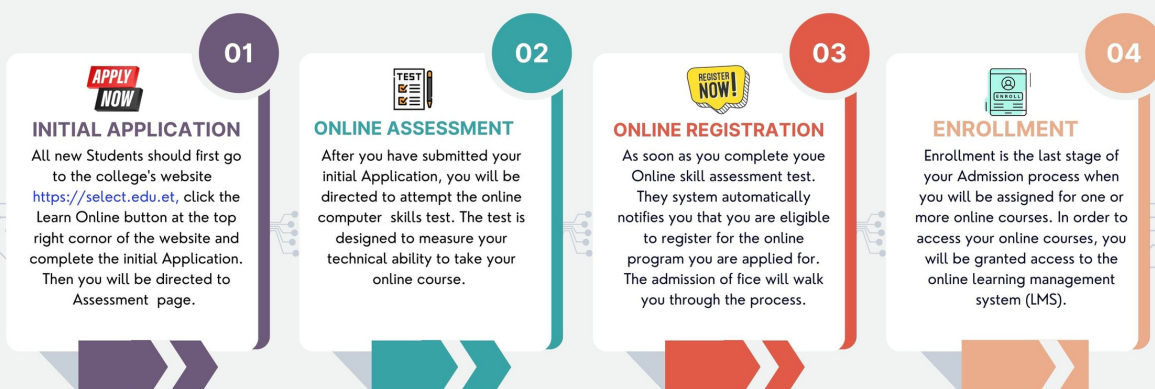 01
APPLY
NOW
INITIAL APPLICATION
All new Students should first go
to the college's website
https://select.edu.et, click the
Learn Online button at the top
right cornor of the website and
complete the initial Application.
Then you will be directed to
Assessment page.
02
TEST
ONLINE ASSESSMENT
After you have submitted your
initial Application, you will be
directed to attempt the online
computer skills test. The test is
designed to measure your
technical ability to take your
online course.
03
REGISTER
NOW!
ONLINE REGISTRATION
As soon as you complete youe
Online skill assessment test.
They system automatically
notifies you that you are eligible
to register for the online
program you are applied for.
The admission of fice will walk
you through the process.
04
ENROLL
ENROLLMENT
Enrollment is the last stage of
your Admission process when
you will be assigned for one or
more online courses. In order to
access your online courses, you
will be granted access to the
online learning management
system (LMS).